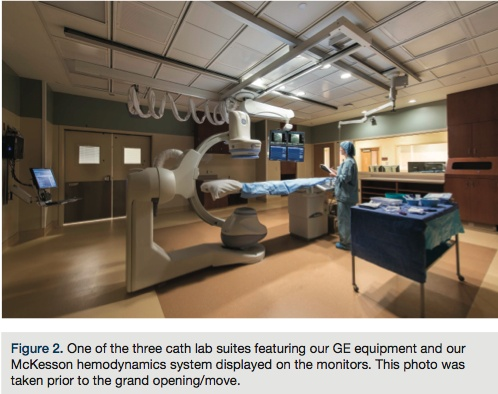 Figure 2. One of the three cath lab suites featuring our GE equipment and our
McKesson hemodynamics system displayed on the monitors. This photo was
taken prior to the grand opening/move.